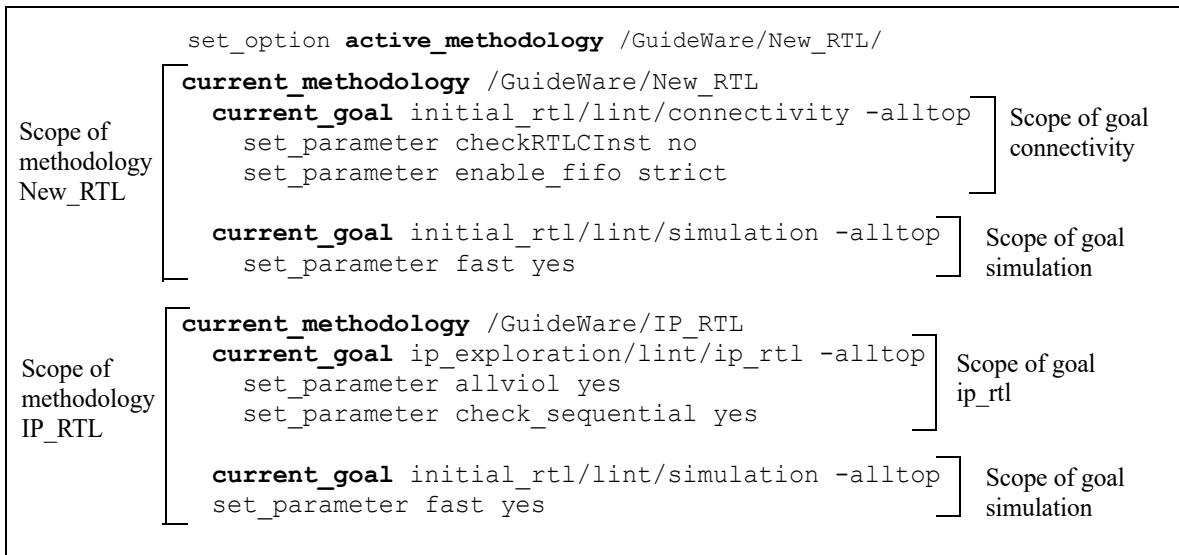 set_option active_methodology /GuideWare/New_RTL/
current_methodology /GuideWare/New_RTL
current_goal initial_rtl/lint/connectivity -alltop
set_parameter checkRTLCInst no
set_parameter enable_fifo strict
Scope of
methodology
New_RTL
Scope of goal
connectivity
current_goal initial_rtl/lint/simulation -alltop
set_parameter fast yes
Scope of goal
simulation
current_methodology /GuideWare/IP_RTL
current_goal ip_exploration/lint/ip_rtl -alltop
set_parameter allviol yes
set_parameter check_sequential yes
Scope of
methodology
IP_RTL
Scope of goal
ip_rtl
current_goal initial_rtl/lint/simulation -alltop
set_parameter fast yes
Scope of goal
simulation